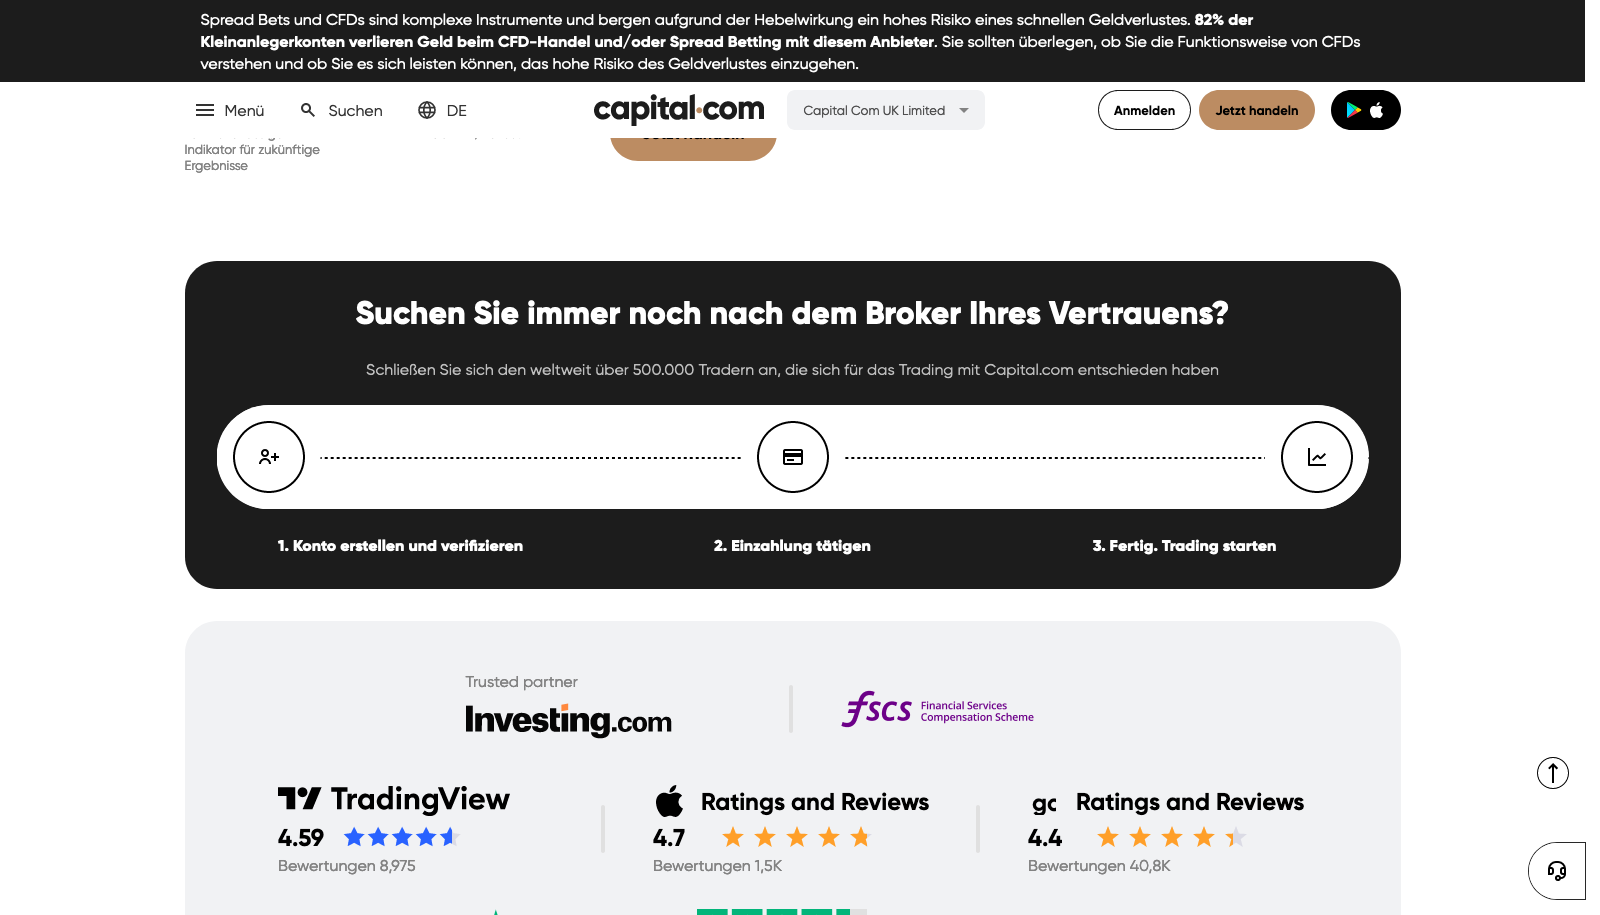 Spread Bets und CFDs sind komplexe Instrumente und bergen aufgrund der Hebelwirkung ein hohes Risiko eines schnellen Geldverlustes. 82% der
Kleinanlegerkonten verlieren Geld beim CFD-Handel und/oder Spread Betting mit diesem Anbieter. Sie sollten überlegen, ob Sie die Funktionsweise von CFDs
verstehen und ob Sie es sich leisten können, das hohe Risiko des Geldverlustes einzugehen.
Menü
Suchen
DE
capital.com
Capital Com UK Limited
Anmelden
Jetzt handeln
Indikator für zukünftige
Ergebnisse
Suchen Sie immer noch nach dem Broker Ihres Vertrauens?
Schließen Sie sich den weltweit über 500.000 Tradern an, die sich für das Trading mit Capital.com entschieden haben
1. Konto erstellen und verifizieren
2. Einzahlung tätigen
3. Fertig. Trading starten
Trusted partner
Investing.com
fscs Financial Services
Compensation Scheme
TradingView
4.59
Bewertungen 8,975
Ratings and Reviews
4.7
Bewertungen 1,5K
Ratings and Reviews
4.4
Bewertungen 40,8K